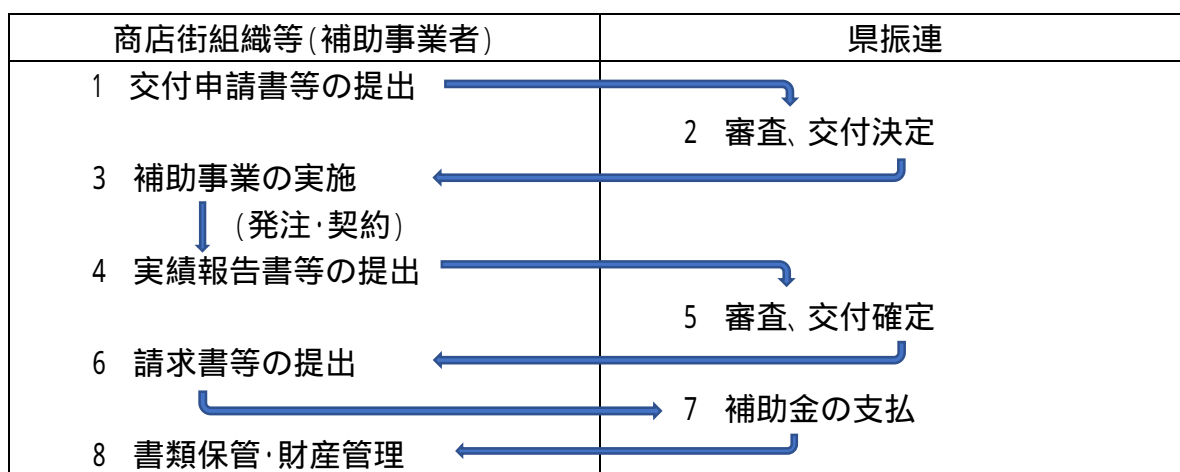 商店街組織等(補助事業者)
県振連
1 交付申請書等の提出
2 審査、交付決定
3 補助事業の実施
(発注・契約)
4 実績報告書等の提出
5 審査、交付確定
6 請求書等の提出
7 補助金の支払
8 書類保管・財産管理